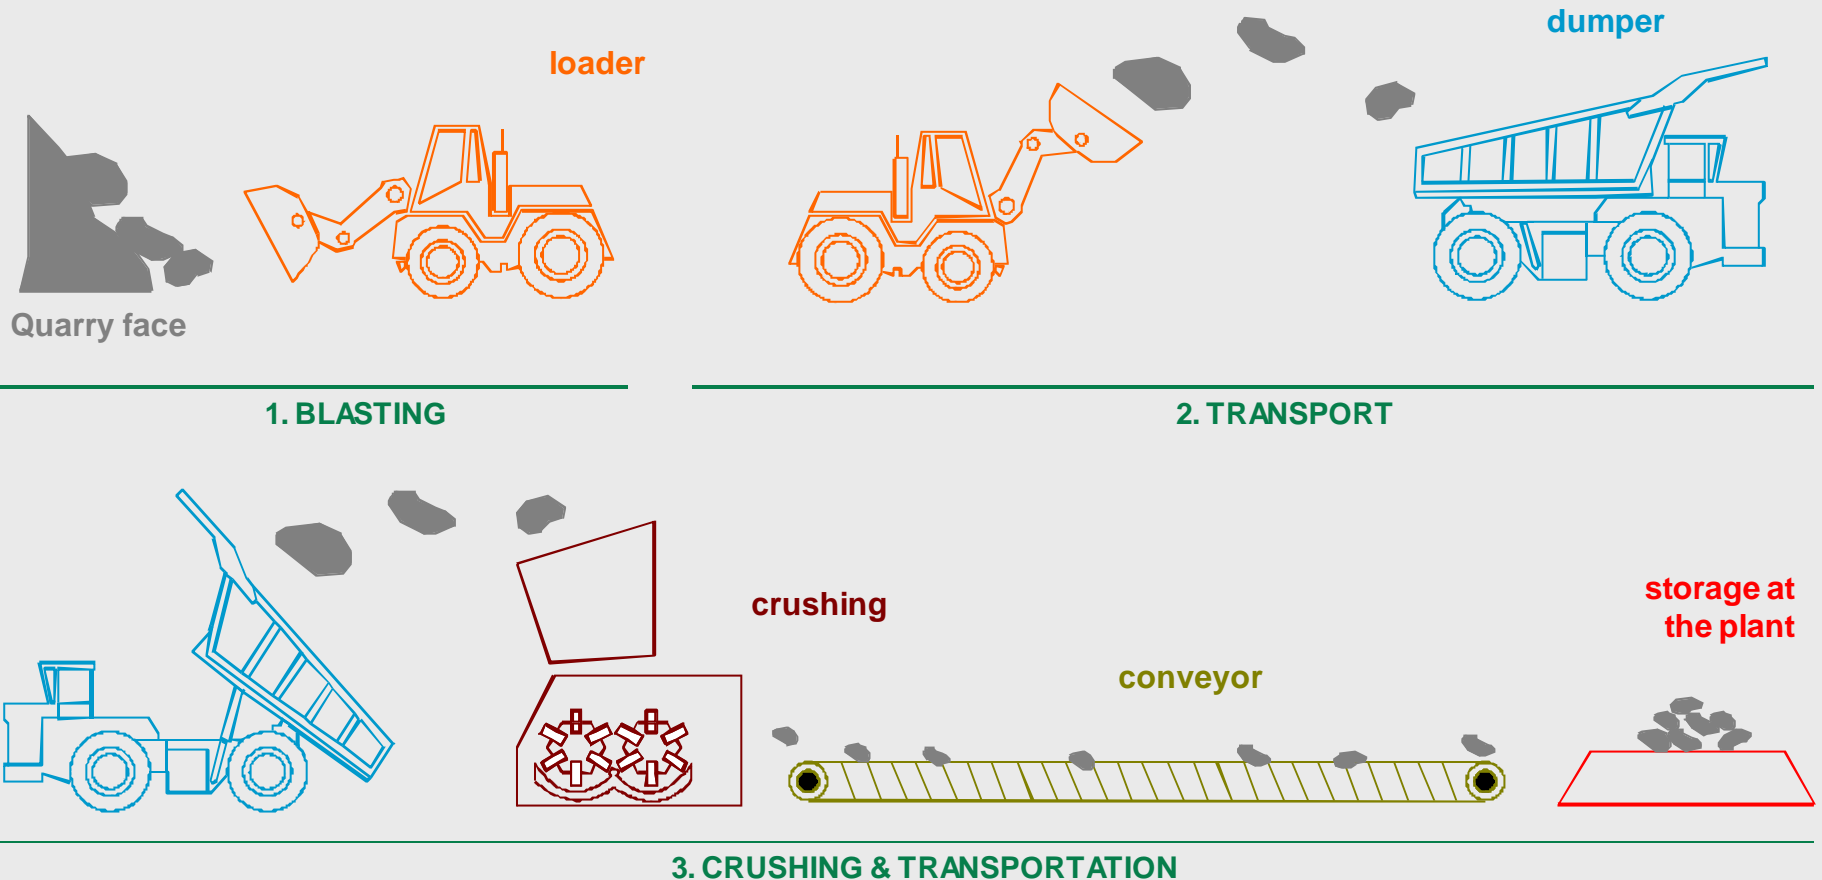 dumper
loader
Quarry face
1. BLASTING
2. TRANSPORT
crushing
storage at
the plant
conveyor
3. CRUSHING & TRANSPORTATION